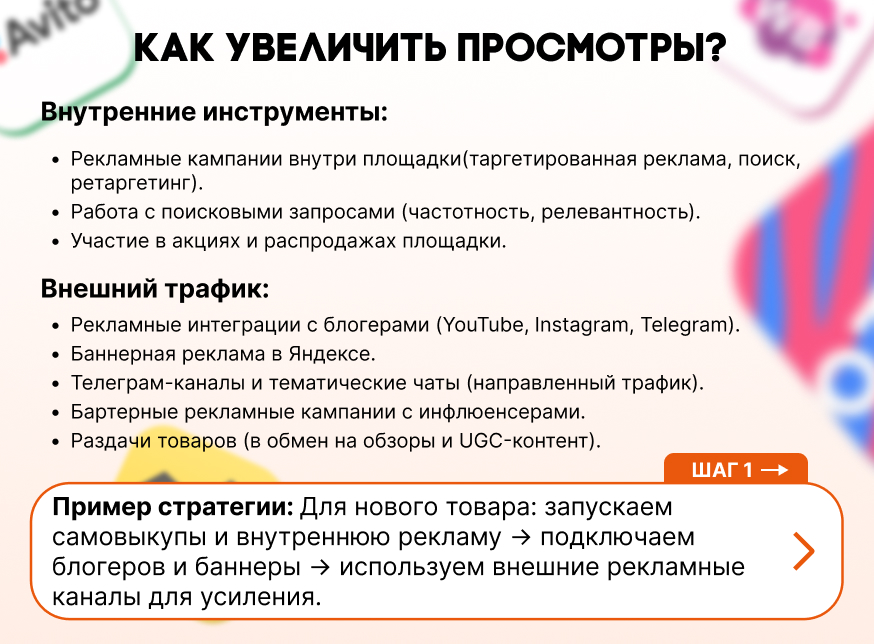 Avito
WB
КАК УВЕЛИЧИТЬ ПРОСМОТРЫ?
Внутренние инструменты:
• Рекламные кампании внутри площадки(таргетированная реклама, поиск,
ретаргетинг).
• Работа с поисковыми запросами (частотность, релевантность).
• Участие в акциях и распродажах площадки.
Внешний трафик:
• Рекламные интеграции с блогерами (YouTube, Instagram, Telegram).
• Баннерная реклама в Яндексе.
• Телеграм-каналы и тематические чаты (направленный трафик).
• Бартерные рекламные кампании с инфлюенсерами.
• Раздачи товаров (в обмен на обзоры и UGC-контент).
ШАГ 1 →
Пример стратегии: Для нового товара: запускаем
самовыкупы и внутреннюю рекламу → подключаем
блогеров и баннеры → используем внешние рекламные
каналы для усиления.